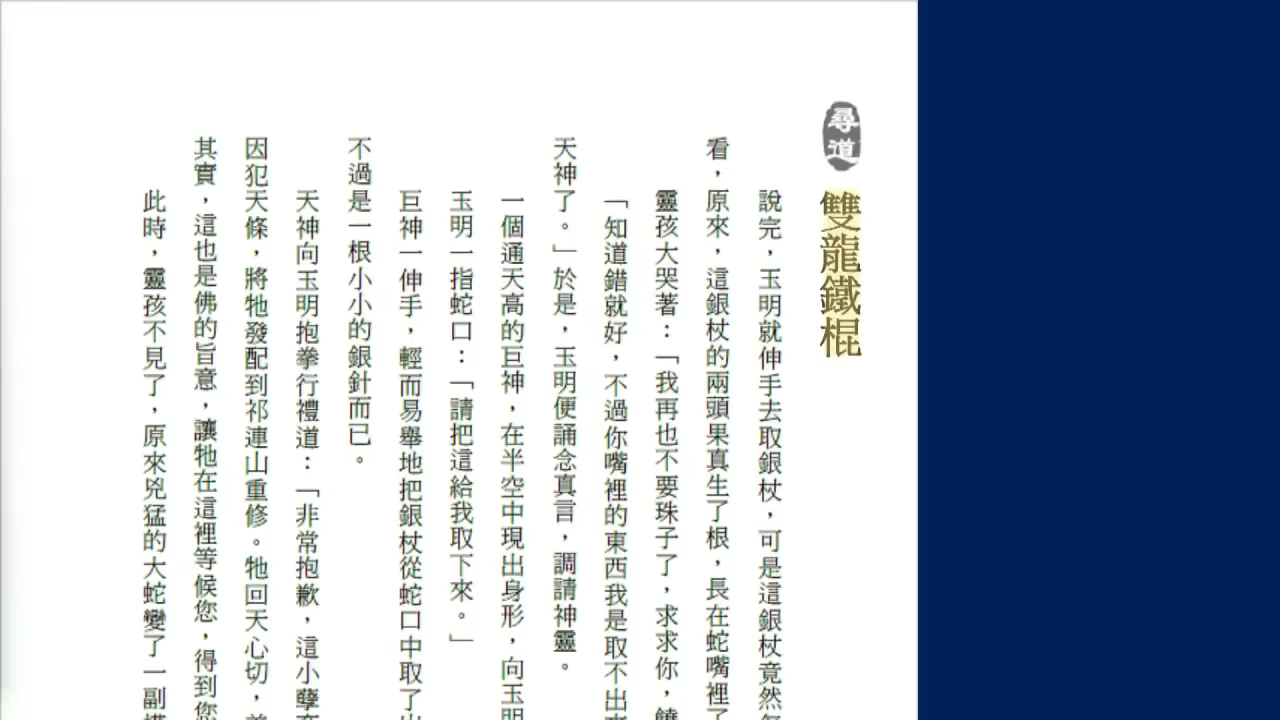 尋道
雙龍鐵棍
說完，玉明就伸手去取銀杖，可是這銀杖竟然
看，原來，這銀杖的兩頭果真生了根，長在蛇嘴裡了
靈孩大哭著：「我再也不要珠子了，求求你，饒
「知道錯就好，不過你嘴裡的東西我是取不出來
天神了。」於是，玉明便誦念真言，調請神靈。
一個通天高的巨神，在半空中現出身形，向玉明
玉明一指蛇口：「請把這給我取下來。」
巨神一伸手，輕而易舉地把銀杖從蛇口中取了出
不過是一根小小的銀針而已。
天神向玉明抱拳行禮道：「非常抱歉，這小孽畜
因犯天條，將牠發配到祁連山重修。牠回天心切，
其實，這也是佛的旨意，讓牠在這裡等候您，得到您
此時，靈孩不見了，原來兇猛的大蛇變了一副